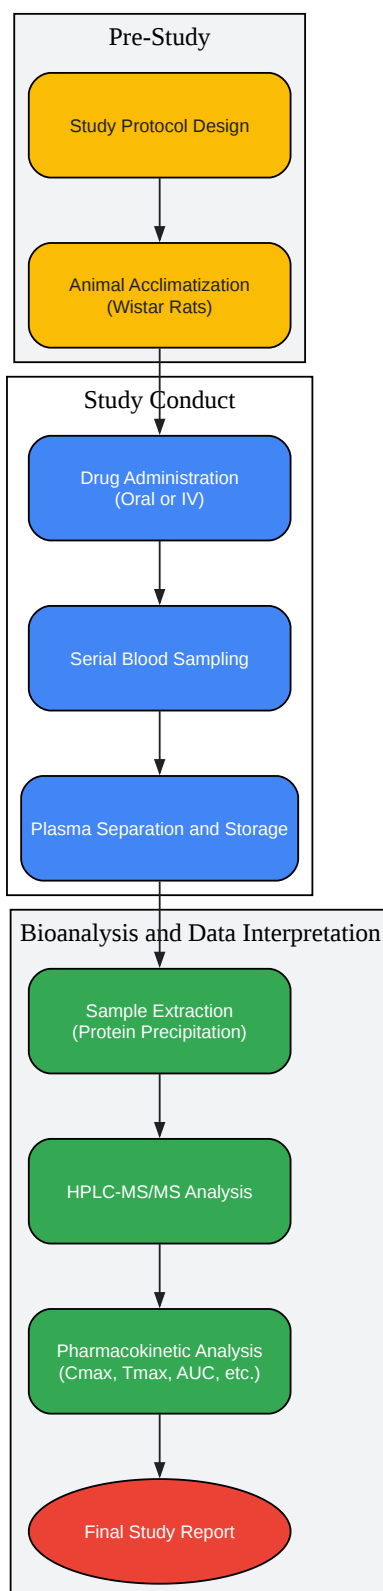 Pre-Study
Study Protocol Design
Animal Acclimatization
(Wistar Rats)
Study Conduct
Drug Administration
(Oral or IV)
Serial Blood Sampling
Plasma Separation and Storage
Bioanalysis and Data Interpretation
Sample Extraction
(Protein Precipitation)
HPLC-MS/MS Analysis
Pharmacokinetic Analysis
(Cmax, Tmax, AUC, etc.)
Final Study Report